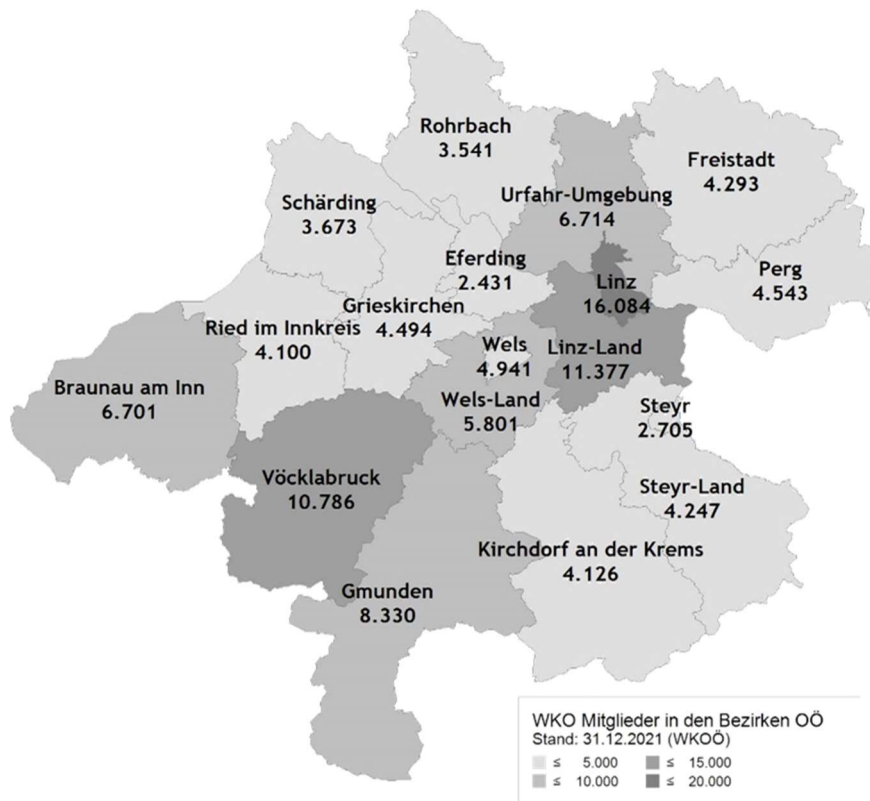 Rohrbach
3.541
Freistadt
4.293
Urfahr-Umgebung
6.714
Schärding
3.673
Eferding
2.431
Perg
4.543
Linz
16.084
Grieskirchen
4.494
Ried im Innkreis
4.100
Wels
4.941
Linz-Land
11.377
Braunau am Inn
6.701
Wels-Land
5.801
Steyr
2.705
Vöcklabruck
10.786
Steyr-Land
4.247
Kirchdorf an der Krems
4.126
Gmunden
8.330
WKO Mitglieder in den Bezirken OÖ
Stand: 31.12.2021 (WKOÖ)
≤ 5.000 ≤ 15.000
≤ 10.000 ≤ 20.000